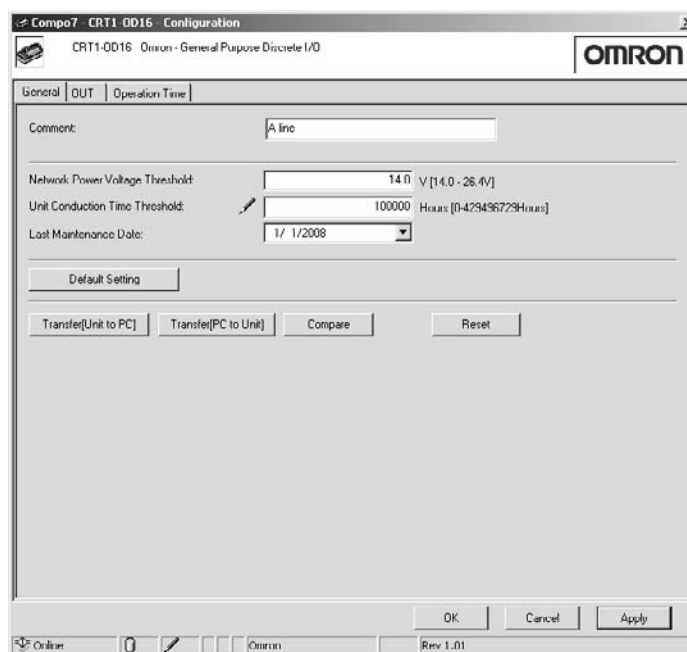 Compo7 - CRT1-OD16 - Configuration
CRT1-OD16 Omron - General Purpose Discrete I/O
OMRON
General OUT Operation Time
Comment: A line
Network Power Voltage Threshold: 14.0 V [14.0 - 26.4V]
Unit Conduction Time Threshold: 100000 Hours [0-429496729Hours]
Last Maintenance Date: 1/ 1/2008
Default Setting
Transfer[Unit to PC] Transfer[PC to Unit] Compare Reset
OK Cancel Apply
Online Omron Rev 1.01